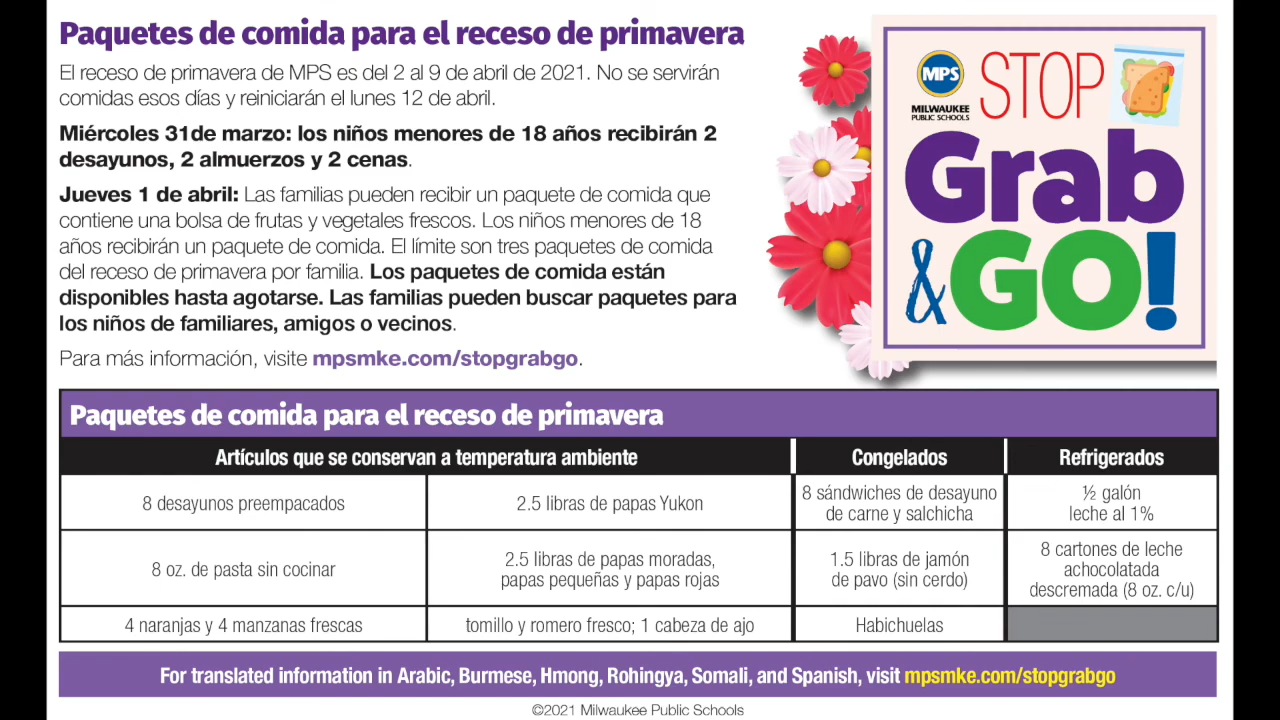 Paquetes de comida para el receso de primavera
El receso de primavera de MPS es del 2 al 9 de abril de 2021. No se servirán
comidas esos días y reiniciarán el lunes 12 de abril.
Miércoles 31de marzo: los niños menores de 18 años recibirán 2
desayunos, 2 almuerzos y 2 cenas.
Jueves 1 de abril: Las familias pueden recibir un paquete de comida que
contiene una bolsa de frutas y vegetales frescos. Los niños menores de 18
años recibirán un paquete de comida. El límite son tres paquetes de comida
del receso de primavera por familia. Los paquetes de comida están
disponibles hasta agotarse. Las familias pueden buscar paquetes para
los niños de familiares, amigos o vecinos.
Para más información, visite mpsmke.com/stopgrabgo.
MPS
MILWAUKEE
PUBLIC SCHOOLS
STOP
Grab
& GO!
Paquetes de comida para el receso de primavera
Artículos que se conservan a temperatura ambiente
Congelados
Refrigerados
8 desayunos preempacados
2.5 libras de papas Yukon
8 sándwiches de desayuno
de carne y salchicha
½ galón
leche al 1%
8 oz. de pasta sin cocinar
2.5 libras de papas moradas,
papas pequeñas y papas rojas
1.5 libras de jamón
de pavo (sin cerdo)
8 cartones de leche
achocolatada
descremada (8 oz. c/u)
4 naranjas y 4 manzanas frescas
tomillo y romero fresco; 1 cabeza de ajo
Habichuelas
For translated information in Arabic, Burmese, Hmong, Rohingya, Somali, and Spanish, visit mpsmke.com/stopgrabgo
©2021 Milwaukee Public Schools